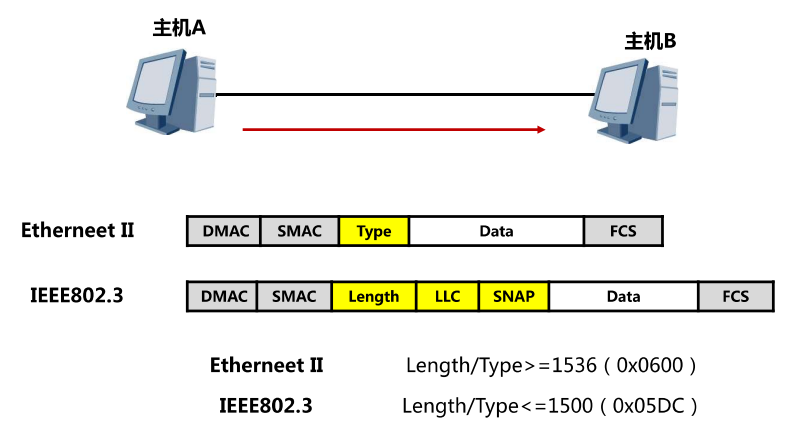 主机A
主机B
Etherneet II DMAC SMAC Type Data FCS
IEEE802.3 DMAC SMAC Length LLC SNAP Data FCS
Etherneet II Length/Type>=1536（0x0600）
IEEE802.3 Length/Type<=1500（0x05DC）